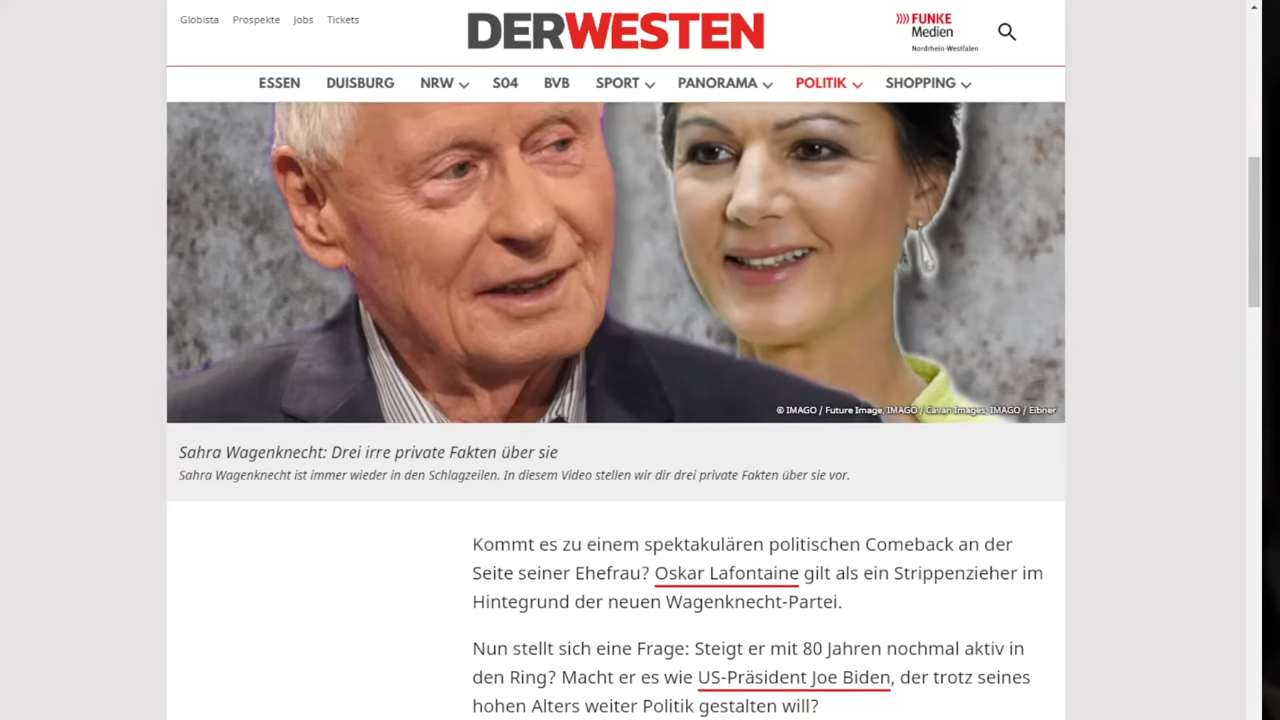 Globista Prospekte Jobs Tickets
DERWESTEN
FUNKE
Medien
Nordrhein-Westfalen
ESSEN DUISBURG NRW S04 BVB SPORT PANORAMA POLITIK SHOPPING
© IMAGO / Future Image, IMAGO / Cavan Images, IMAGO / Eibner
Sahra Wagenknecht: Drei irre private Fakten über sie
Sahra Wagenknecht ist immer wieder in den Schlagzeilen. In diesem Video stellen wir dir drei private Fakten über sie vor.
Kommt es zu einem spektakulären politischen Comeback an der
Seite seiner Ehefrau? Oskar Lafontaine gilt als ein Strippenzieher im
Hintegrund der neuen Wagenknecht-Partei.
Nun stellt sich eine Frage: Steigt er mit 80 Jahren nochmal aktiv in
den Ring? Macht er es wie US-Präsident Joe Biden, der trotz seines
hohen Alters weiter Politik gestalten will?